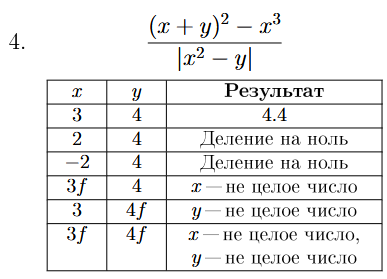 4. \frac{(x + y)^2 − x^3}{|x^2 − y|}
x y Результат
3 4 4.4
2 4 Деление на ноль
−2 4 Деление на ноль
3f 4 x — не целое число
3 4f y — не целое число
3f 4f x — не целое число,
y — не целое число